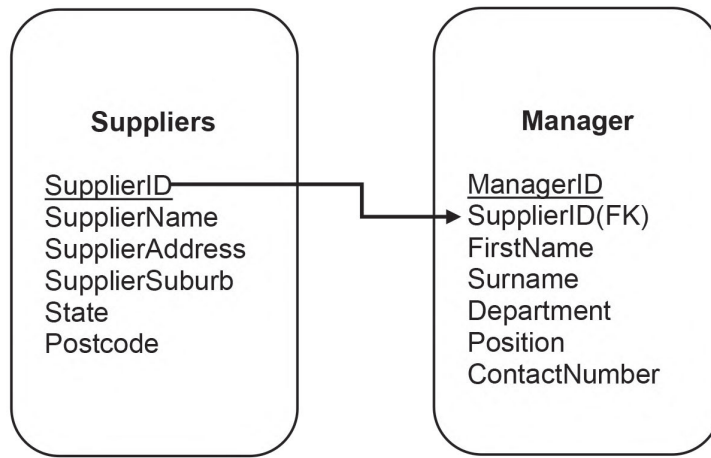 Suppliers
SupplierID
SupplierName
SupplierAddress
SupplierSuburb
State
Postcode
Manager
ManagerID
SupplierID(FK)
FirstName
Surname
Department
Position
ContactNumber